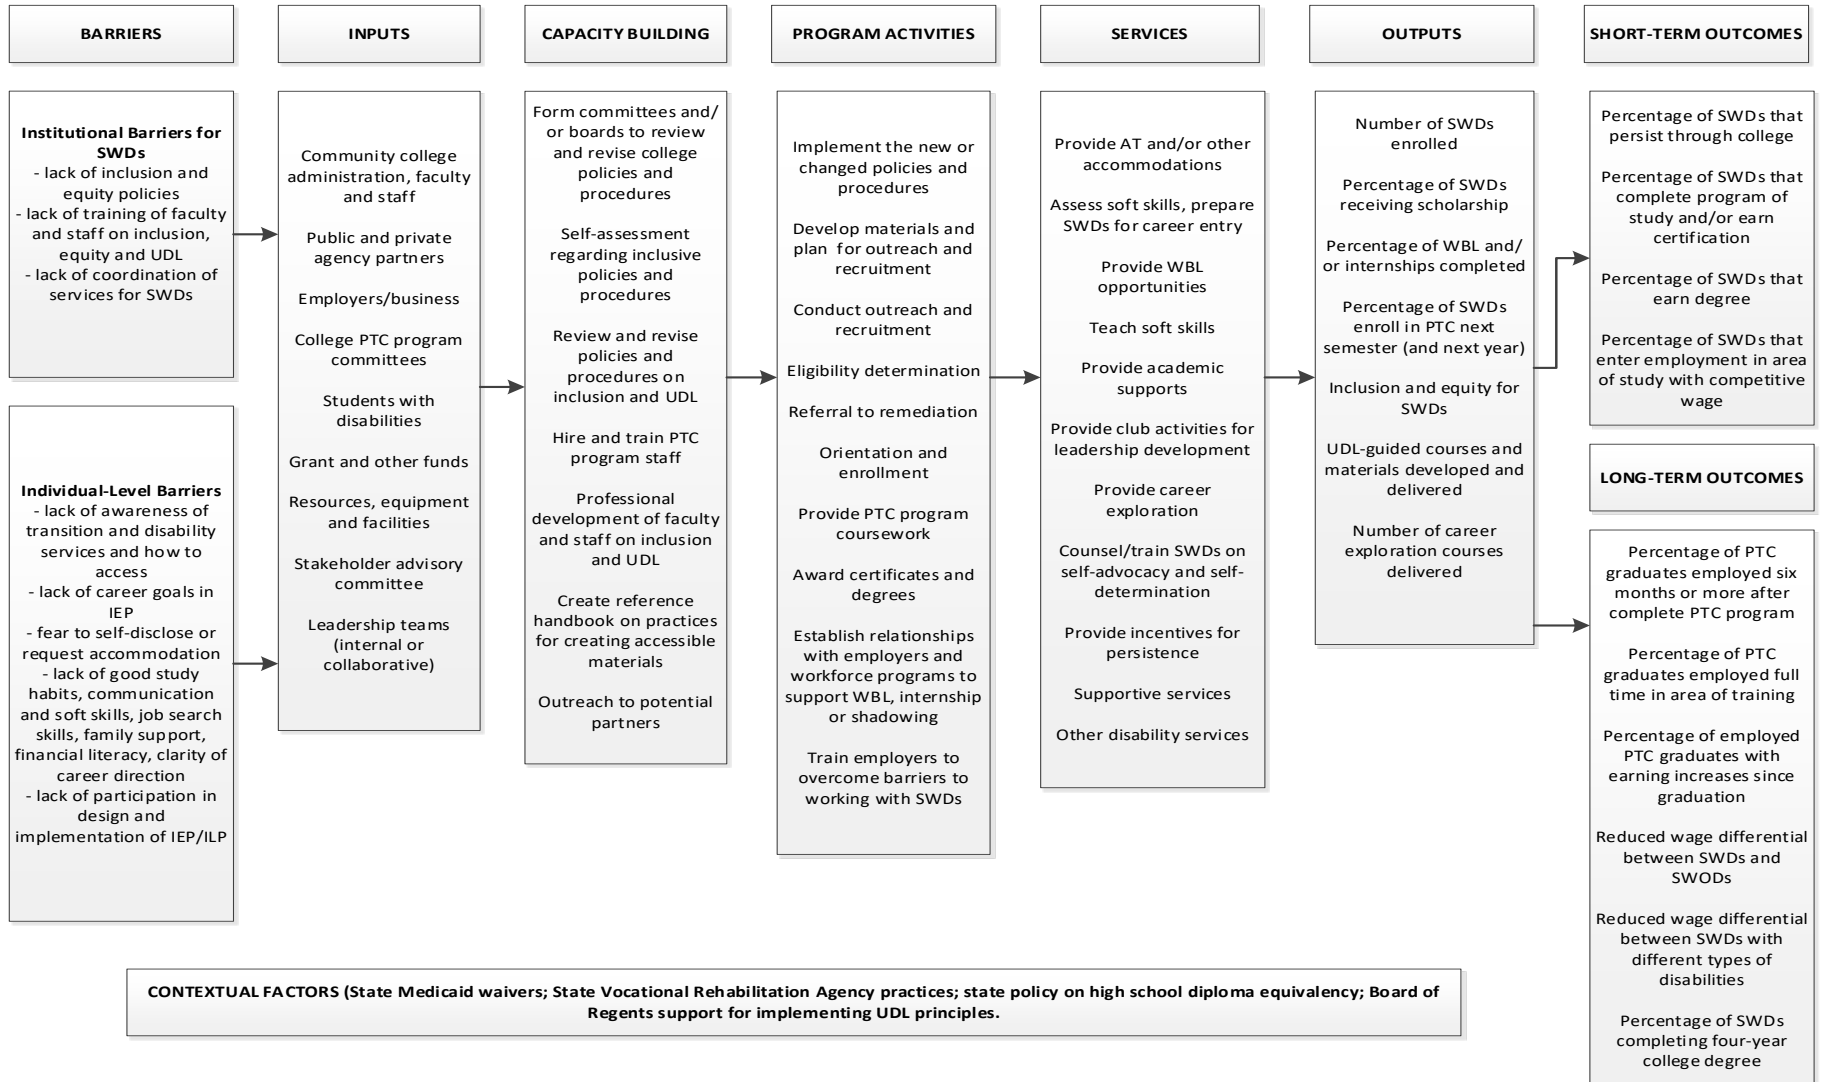 BARRIERS
INPUTS
CAPACITY BUILDING
PROGRAM ACTIVITIES
SERVICES
OUTPUTS
SHORT-TERM OUTCOMES
Institutional Barriers for
SWDs
- lack of inclusion and
equity policies
- lack of training of faculty
and staff on inclusion,
equity and UDL
- lack of coordination of
services for SWDs
Individual-Level Barriers
- lack of awareness of
transition and disability
services and how to
access
- lack of career goals in
IEP
- fear to self-disclose or
request accommodation
- lack of good study
habits, communication
and soft skills, job search
skills, family support,
financial literacy, clarity of
career direction
- lack of participation in
design and
implementation of IEP/ILP
Community college
administration, faculty
and staff
Public and private
agency partners
Employers/business
College PTC program
committees
Students with
disabilities
Grant and other funds
Resources, equipment
and facilities
Stakeholder advisory
committee
Leadership teams
(internal or
collaborative)
Form committees and/
or boards to review
and revise college
policies and
procedures
Self-assessment
regarding inclusive
policies and
procedures
Review and revise
policies and
procedures on
inclusion and UDL
Hire and train PTC
program staff
Professional
development of faculty
and staff on inclusion
and UDL
Create reference
handbook on practices
for creating accessible
materials
Outreach to potential
partners
Implement the new or
changed policies and
procedures
Develop materials and
plan for outreach and
recruitment
Conduct outreach and
recruitment
Eligibility determination
Referral to remediation
Orientation and
enrollment
Provide PTC program
coursework
Award certificates and
degrees
Establish relationships
with employers and
workforce programs to
support WBL, internship
or shadowing
Train employers to
overcome barriers to
working with SWDs
Provide AT and/or other
accommodations
Assess soft skills, prepare
SWDs for career entry
Provide WBL
opportunities
Teach soft skills
Provide academic
supports
Provide club activities for
leadership development
Provide career
exploration
Counsel/train SWDs on
self-advocacy and self-
determination
Provide incentives for
persistence
Supportive services
Other disability services
Number of SWDs
enrolled
Percentage of SWDs
receiving scholarship
Percentage of WBL and/
or internships completed
Percentage of SWDs
enroll in PTC next
semester (and next year)
Inclusion and equity for
SWDs
UDL-guided courses and
materials developed and
delivered
Number of career
exploration courses
delivered
Percentage of SWDs that
persist through college
Percentage of SWDs that
complete program of
study and/or earn
certification
Percentage of SWDs that
earn degree
Percentage of SWDs that
enter employment in area
of study with competitive
wage
LONG-TERM OUTCOMES
Percentage of PTC
graduates employed six
months or more after
complete PTC program
Percentage of PTC
graduates employed full
time in area of training
Percentage of employed
PTC graduates with
earning increases since
graduation
Reduced wage differential
between SWDs and
SWODs
Reduced wage differential
between SWDs with
different types of
disabilities
Percentage of SWDs
completing four-year
college degree
CONTEXTUAL FACTORS (State Medicaid waivers; State Vocational Rehabilitation Agency practices; state policy on high school diploma equivalency; Board of
Regents support for implementing UDL principles.